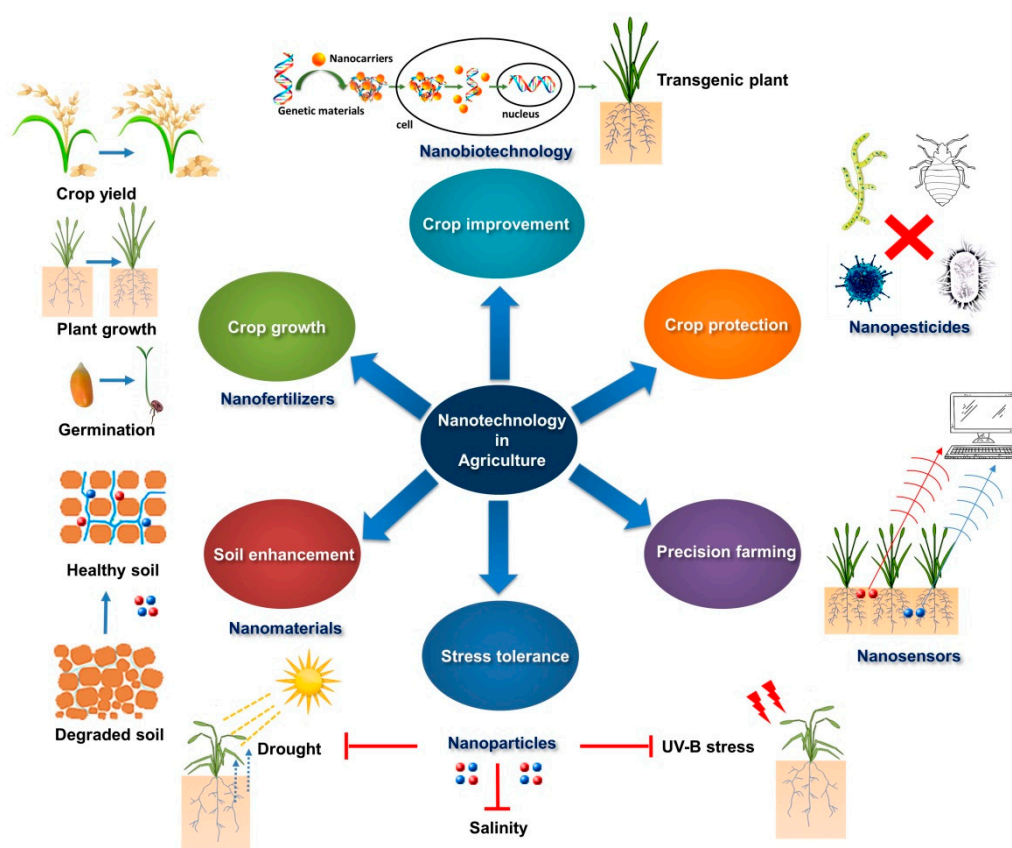 Nanocarriers
Genetic materials
cell
nucleus
Transgenic plant
Nanobiotechnology
Crop improvement
Crop yield
Plant growth
Germination
Crop growth
Nanofertilizers
Crop protection
Nanopesticides
Nanotechnology
in
Agriculture
Healthy soil
Degraded soil
Soil enhancement
Nanomaterials
Precision farming
Nanosensors
Stress tolerance
Drought
Nanoparticles
UV-B stress
Salinity